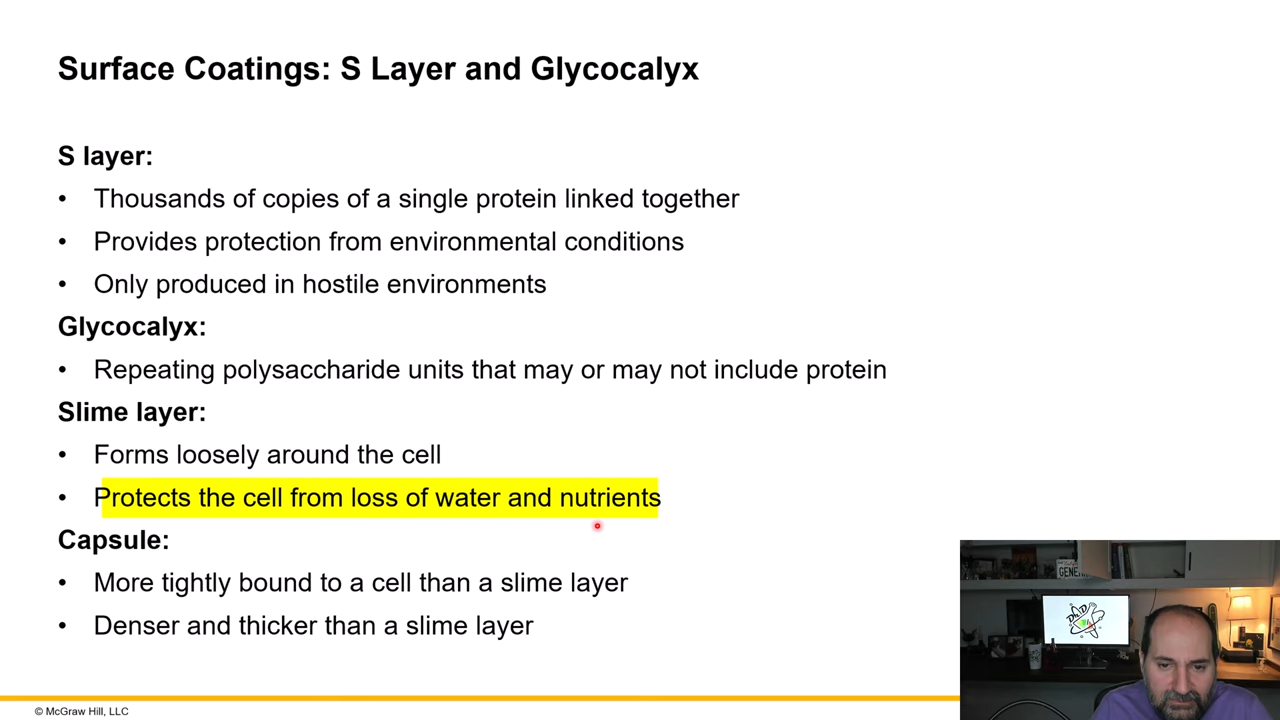 Surface Coatings: S Layer and Glycocalyx
S layer:
• Thousands of copies of a single protein linked together
• Provides protection from environmental conditions
• Only produced in hostile environments
Glycocalyx:
• Repeating polysaccharide units that may or may not include protein
Slime layer:
• Forms loosely around the cell
• Protects the cell from loss of water and nutrients
Capsule:
• More tightly bound to a cell than a slime layer
• Denser and thicker than a slime layer
© McGraw Hill, LLC